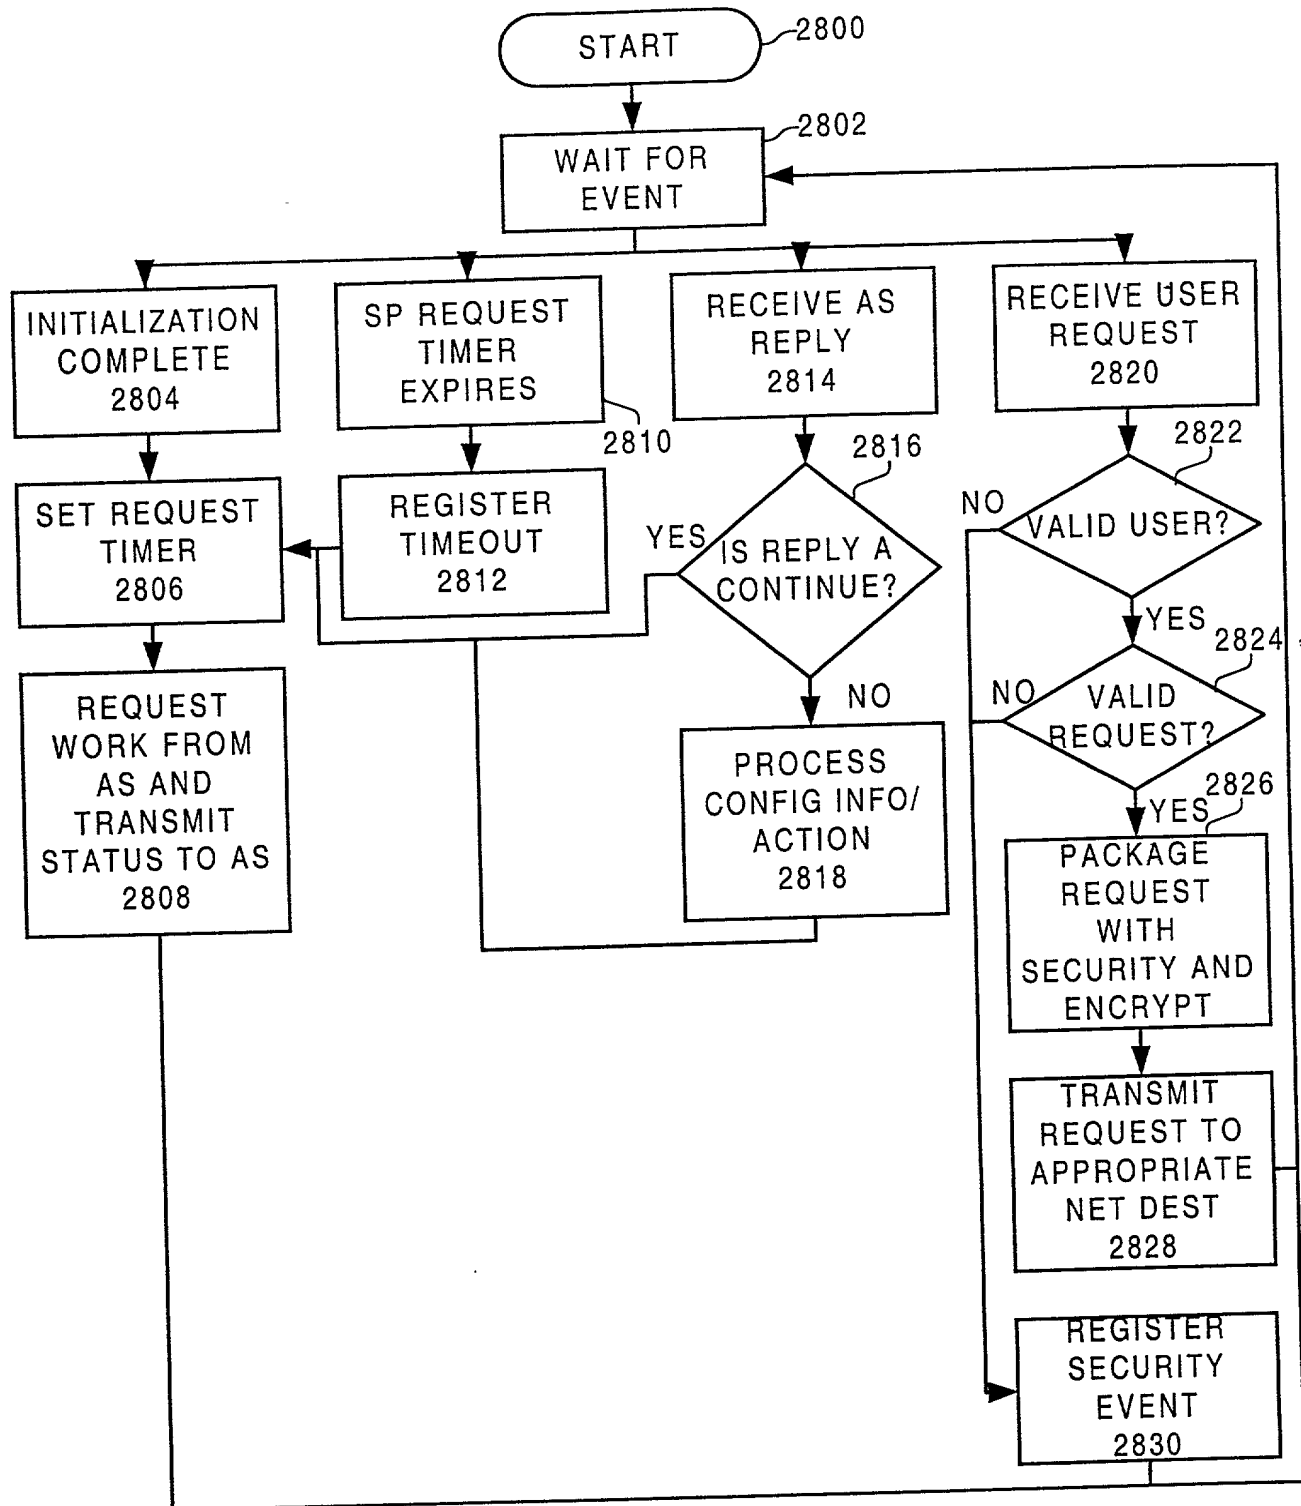 START
2800
2802
WAIT FOR
EVENT
INITIALIZATION
COMPLETE
2804
SP REQUEST
TIMER
EXPIRES
2810
RECEIVE AS
REPLY
2814
RECEIVE USER
REQUEST
2820
SET REQUEST
TIMER
2806
REGISTER
TIMEOUT
2812
YES
2816
IS REPLY A
CONTINUE?
NO
2822
NO
VALID USER?
YES
2824
NO
VALID
REQUEST?
YES
2826
REQUEST
WORK FROM
AS AND
TRANSMIT
STATUS TO AS
2808
PROCESS
CONFIG INFO/
ACTION
2818
PACKAGE
REQUEST
WITH
SECURITY AND
ENCRYPT
TRANSMIT
REQUEST TO
APPROPRIATE
NET DEST
2828
REGISTER
SECURITY
EVENT
2830